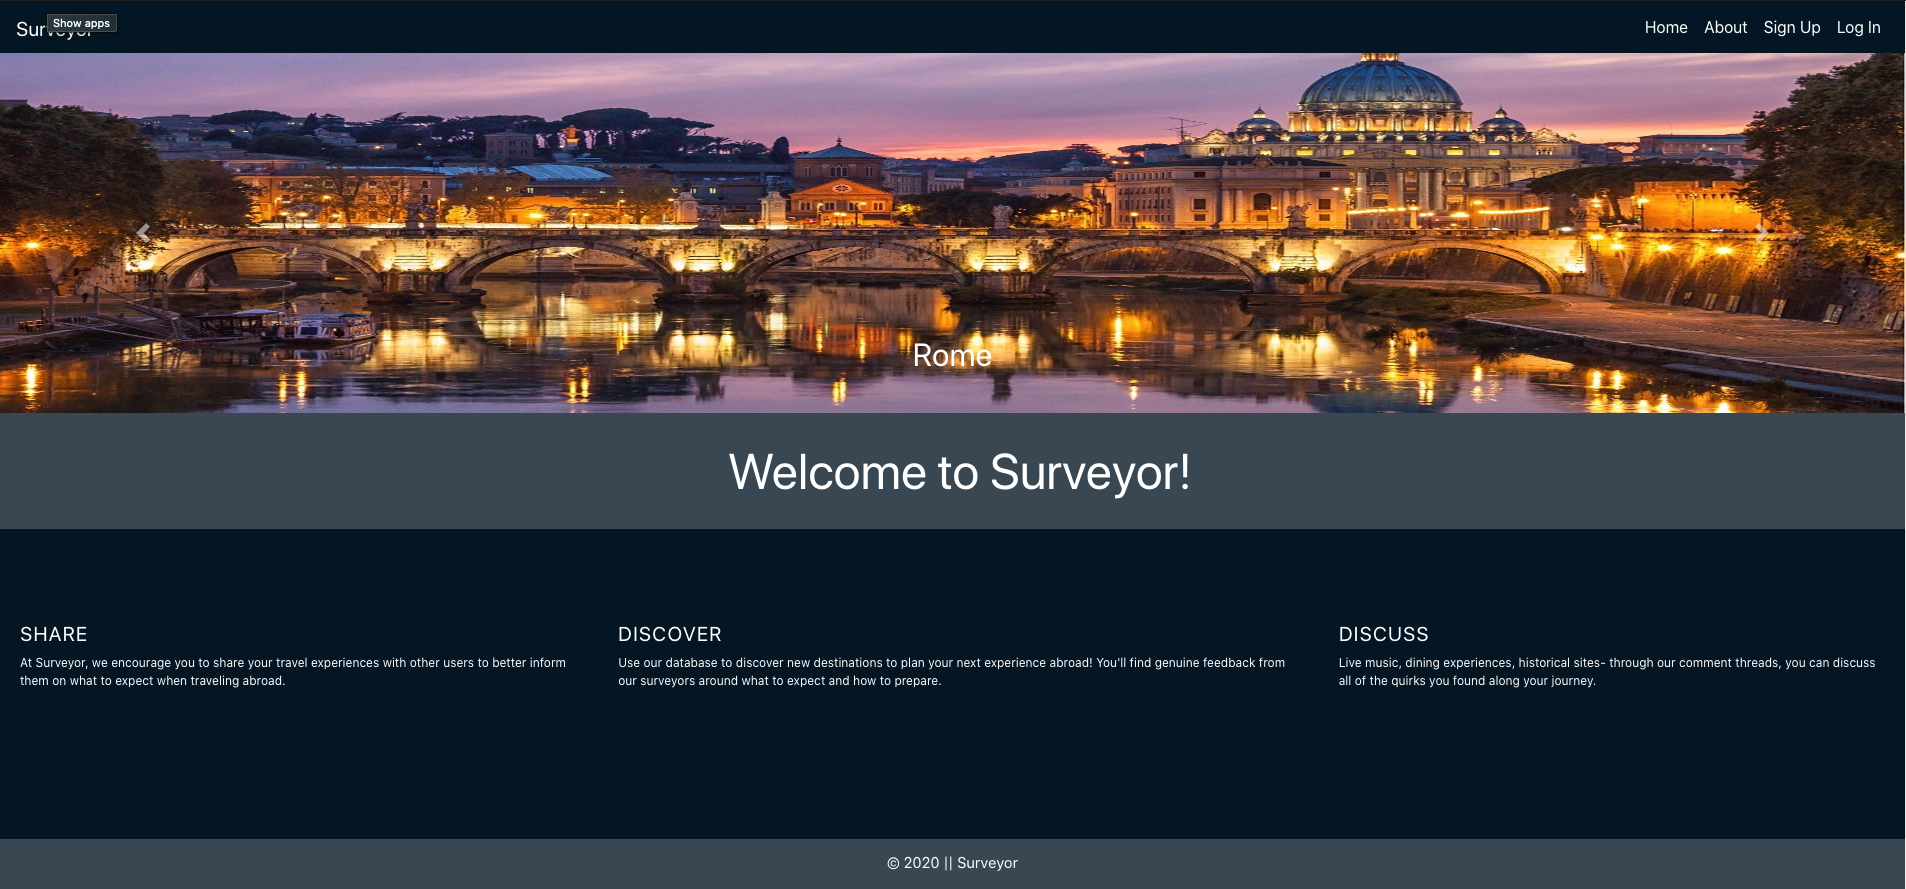 Surveyor
Show apps
Home About Sign Up Log In
Rome
Welcome to Surveyor!
SHARE
At Surveyor, we encourage you to share your travel experiences with other users to better inform
them on what to expect when traveling abroad.
DISCOVER
Use our database to discover new destinations to plan your next experience abroad! You'll find genuine feedback from
our surveyors around what to expect and how to prepare.
DISCUSS
Live music, dining experiences, historical sites- through our comment threads, you can discuss
all of the quirks you found along your journey.
© 2020 || Surveyor